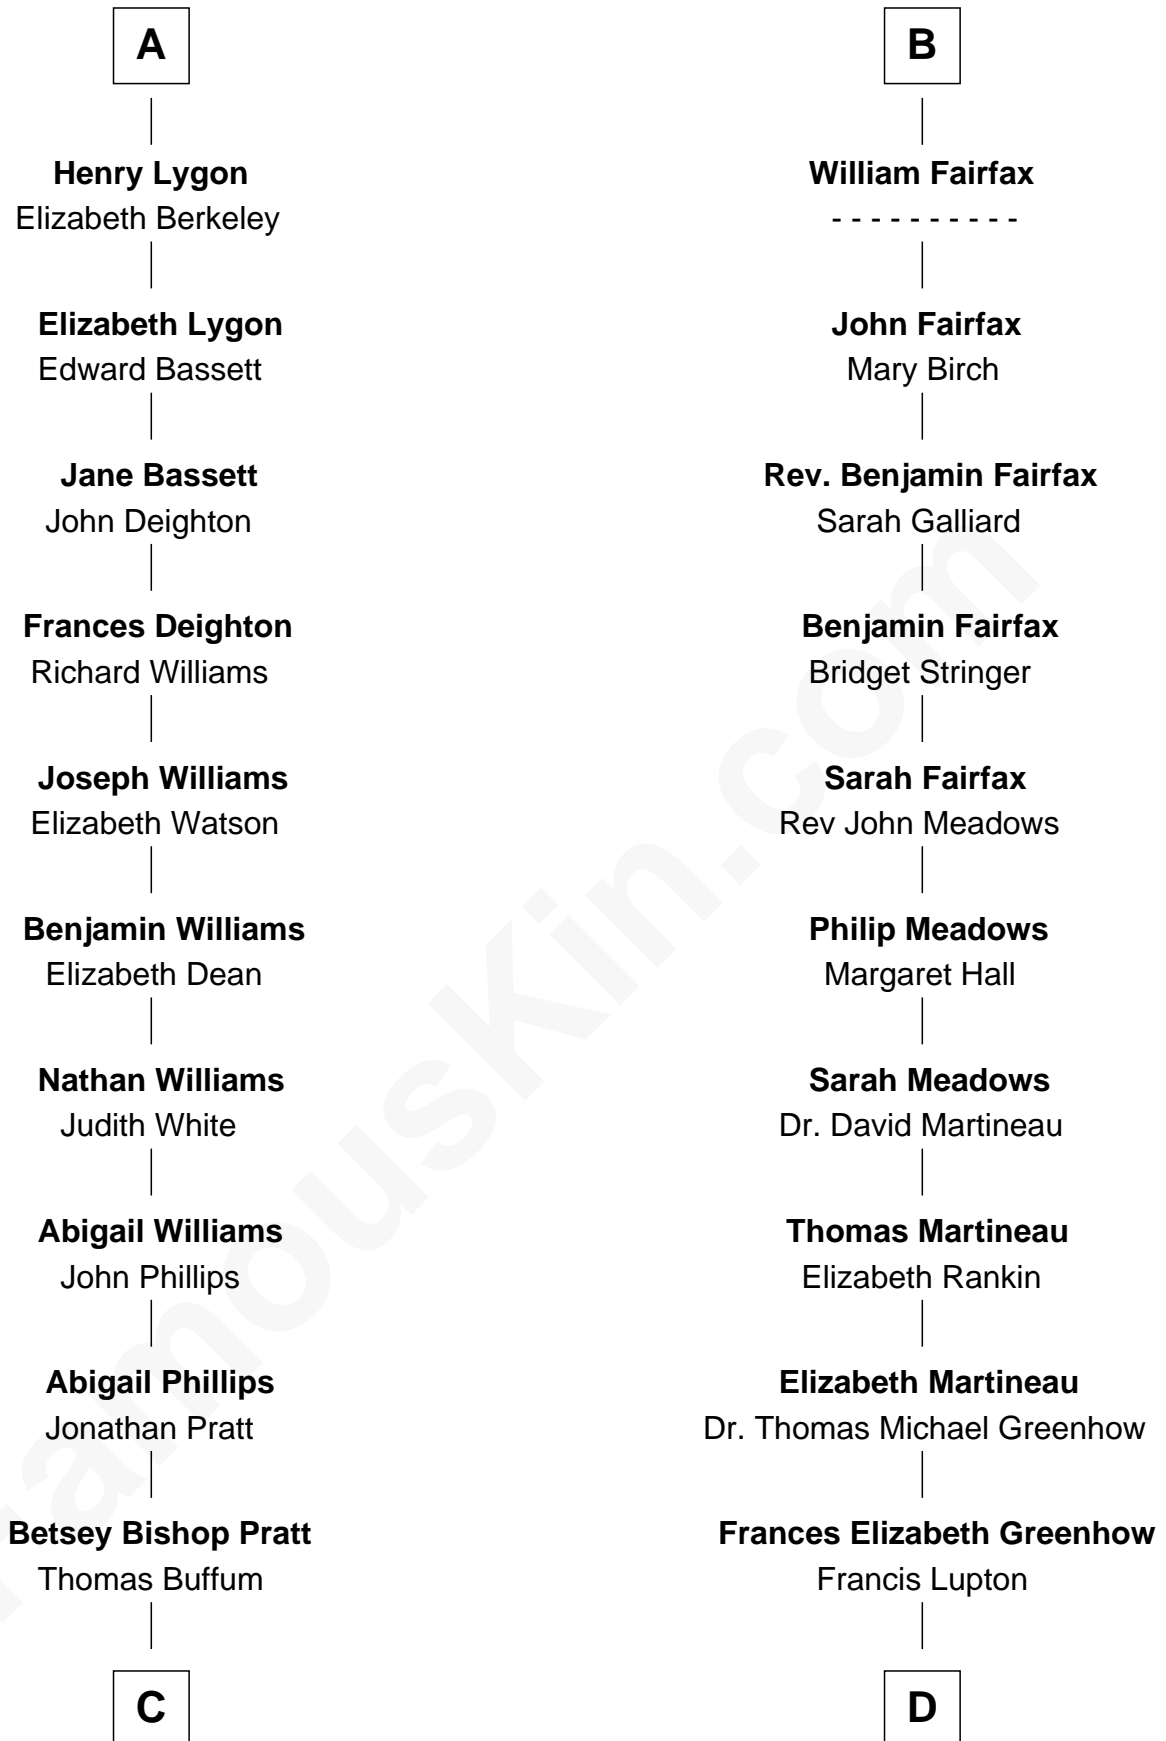 A
Henry Lygon
Elizabeth Berkeley
Elizabeth Lygon
Edward Bassett
Jane Bassett
John Deighton
Frances Deighton
Richard Williams
Joseph Williams
Elizabeth Watson
Benjamin Williams
Elizabeth Dean
Nathan Williams
Judith White
Abigail Williams
John Phillips
Abigail Phillips
Jonathan Pratt
Betsey Bishop Pratt
Thomas Buffum
C
B
William Fairfax
- - - - - - - - - -
John Fairfax
Mary Birch
Rev. Benjamin Fairfax
Sarah Galliard
Benjamin Fairfax
Bridget Stringer
Sarah Fairfax
Rev John Meadows
Philip Meadows
Margaret Hall
Sarah Meadows
Dr. David Martineau
Thomas Martineau
Elizabeth Rankin
Elizabeth Martineau
Dr. Thomas Michael Greenhow
Frances Elizabeth Greenhow
Francis Lupton
D
FamousKin.com